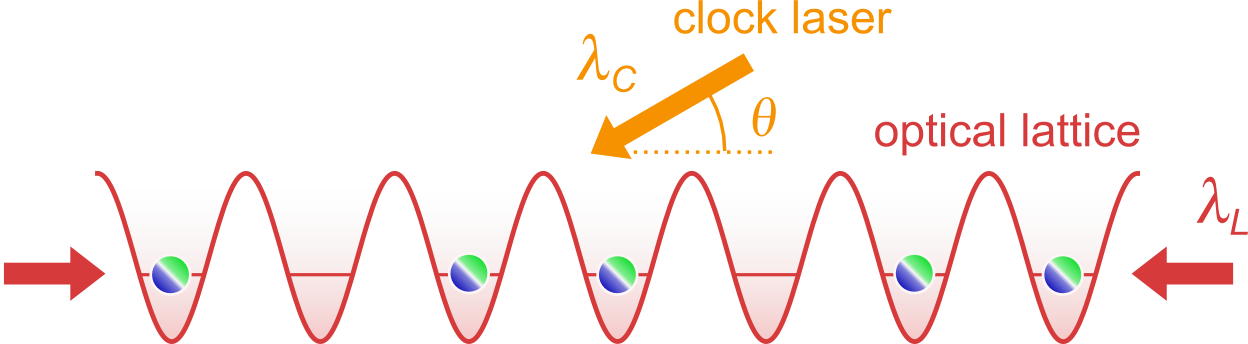 clock laser
λC
θ
optical lattice
λL